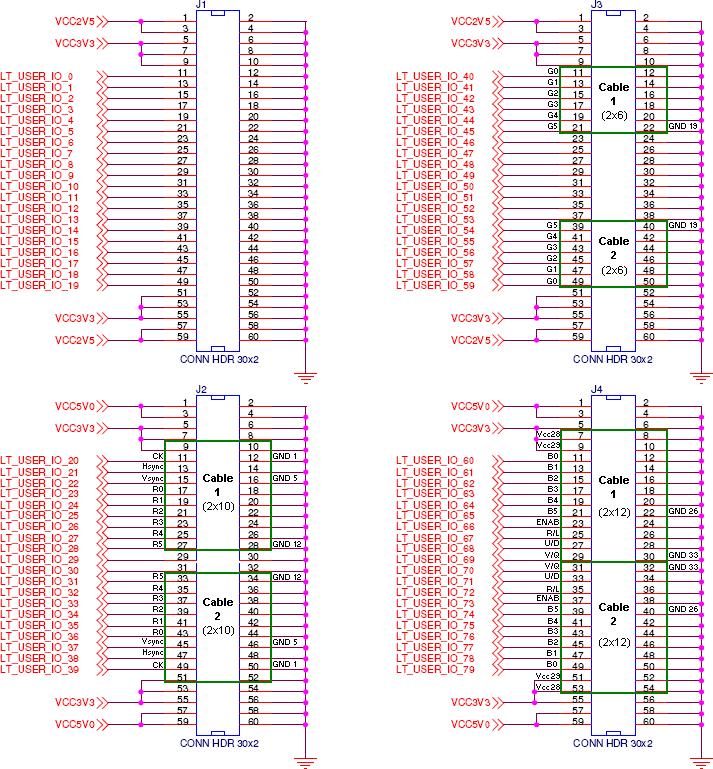 J1
VCC2V5 1 2
3 4
VCC3V3 5 6
7 8
9 10
LT_USER_IO_0 11 12
LT_USER_IO_1 13 14
LT_USER_IO_2 15 16
LT_USER_IO_3 17 18
LT_USER_IO_4 19 20
LT_USER_IO_5 21 22
LT_USER_IO_6 23 24
LT_USER_IO_7 25 26
LT_USER_IO_8 27 28
LT_USER_IO_9 29 30
LT_USER_IO_10 31 32
LT_USER_IO_11 33 34
LT_USER_IO_12 35 36
LT_USER_IO_13 37 38
LT_USER_IO_14 39 40
LT_USER_IO_15 41 42
LT_USER_IO_16 43 44
LT_USER_IO_17 45 46
LT_USER_IO_18 47 48
LT_USER_IO_19 49 50
51 52
53 54
VCC3V3 55 56
57 58
VCC2V5 59 60
CONN HDR 30x2
J3
VCC2V5 1 2
3 4
VCC3V3 5 6
7 8
9 10
LT_USER_IO_40 G0 11 12
LT_USER_IO_41 G1 13 Cable 14
LT_USER_IO_42 G2 15 1 16
LT_USER_IO_43 G3 17 18
LT_USER_IO_44 G4 19 (2x6) 20
LT_USER_IO_45 G5 21 22 GND 19
LT_USER_IO_46 23 24
LT_USER_IO_47 25 26
LT_USER_IO_48 27 28
LT_USER_IO_49 29 30
LT_USER_IO_50 31 32
LT_USER_IO_51 33 34
LT_USER_IO_52 35 36
LT_USER_IO_53 37 38
LT_USER_IO_54 G5 39 40 GND 19
LT_USER_IO_55 G4 41 Cable 42
LT_USER_IO_56 G3 43 2 44
LT_USER_IO_57 G2 45 46
LT_USER_IO_58 G1 47 (2x6) 48
LT_USER_IO_59 G0 49 50
51 52
53 54
VCC3V3 55 56
57 58
VCC2V5 59 60
CONN HDR 30x2
J2
VCC5V0 1 2
3 4
VCC3V3 5 6
7 8
9 10
LT_USER_IO_20 CK 11 12 GND 1
LT_USER_IO_21 Hsync 13 14
LT_USER_IO_22 Vsync 15 Cable 16 GND 5
LT_USER_IO_23 R0 17 1 18
LT_USER_IO_24 R1 19 20
LT_USER_IO_25 R2 21 (2x10) 22
LT_USER_IO_26 R3 23 24
LT_USER_IO_27 R4 25 26
LT_USER_IO_28 R5 27 28 GND 12
LT_USER_IO_29 29 30
LT_USER_IO_30 31 32
LT_USER_IO_31 R5 33 34 GND 12
LT_USER_IO_32 R4 35 36
LT_USER_IO_33 R3 37 Cable 38
LT_USER_IO_34 R2 39 2 40
LT_USER_IO_35 R1 41 42
LT_USER_IO_36 R0 43 (2x10) 44
LT_USER_IO_37 Vsync 45 46 GND 5
LT_USER_IO_38 Hsync 47 48
LT_USER_IO_39 CK 49 50 GND 1
51 52
53 54
VCC3V3 55 56
57 58
VCC5V0 59 60
CONN HDR 30x2
J4
VCC5V0 1 2
3 4
VCC3V3 5 6
Vcc28 7 8
Vcc29 9 10
LT_USER_IO_60 B0 11 12
LT_USER_IO_61 B1 13 14
LT_USER_IO_62 B2 15 Cable 16
LT_USER_IO_63 B3 17 1 18
LT_USER_IO_64 B4 19 20
LT_USER_IO_65 B5 21 (2x12) 22 GND 26
LT_USER_IO_66 ENAB 23 24
LT_USER_IO_67 R/L 25 26
LT_USER_IO_68 U/D 27 28
LT_USER_IO_69 V/Q 29 30 GND 33
LT_USER_IO_70 V/Q 31 32 GND 33
LT_USER_IO_71 U/D 33 34
LT_USER_IO_72 R/L 35 36
LT_USER_IO_73 ENAB 37 38
LT_USER_IO_74 B5 39 Cable 40 GND 26
LT_USER_IO_75 B4 41 2 42
LT_USER_IO_76 B3 43 44
LT_USER_IO_77 B2 45 (2x12) 46
LT_USER_IO_78 B1 47 48
LT_USER_IO_79 B0 49 50
Vcc29 51 52
Vcc28 53 54
VCC3V3 55 56
57 58
VCC5V0 59 60
CONN HDR 30x2